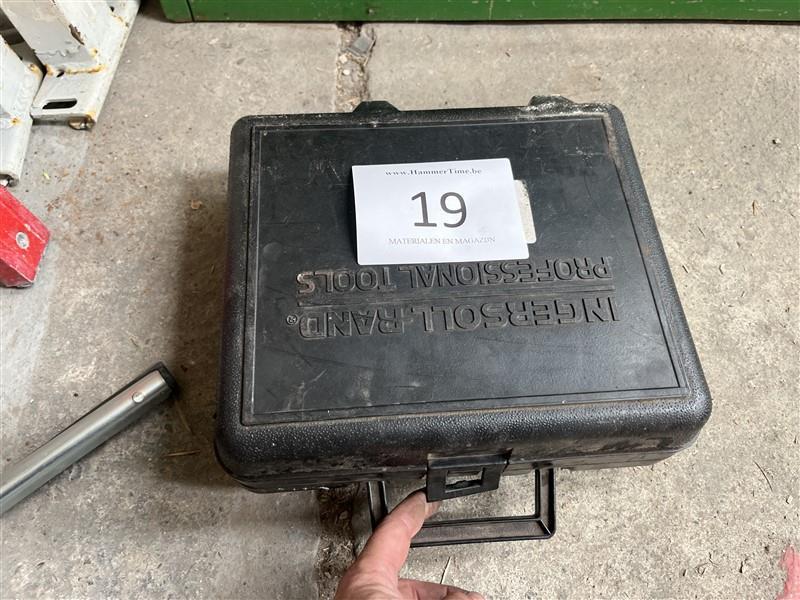 www.HammerTime.be
19
MATERIALEN EN MAGAZIJN
INGERSOLL-RAND®
PROFESSIONAL TOOLS